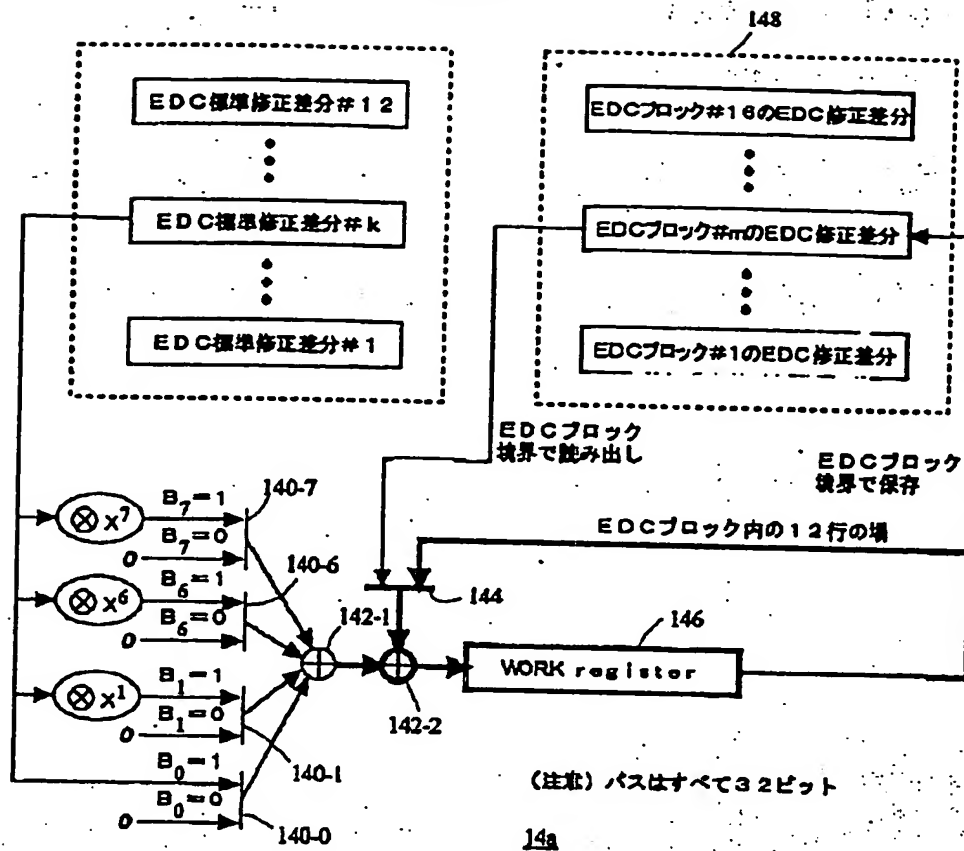 148
EDC標準修正差分#12
EDC標準修正差分#k
EDC標準修正差分#1
EDCブロック#16のEDC修正差分
EDCブロック#mのEDC修正差分
EDCブロック#1のEDC修正差分
EDCブロック
境界で読み出し
EDCブロック
境界で保存
EDCブロック内の12行の場
⊗ X7
B7=1
B7=0
0
140-7
⊗ X6
B6=1
B6=0
0
140-6
⊗ X1
B1=1
B1=0
0
140-1
B0=1
B0=0
0
140-0
142-1
142-2
144
146
WORK register
(注意) パスはすべて32ビット
14a